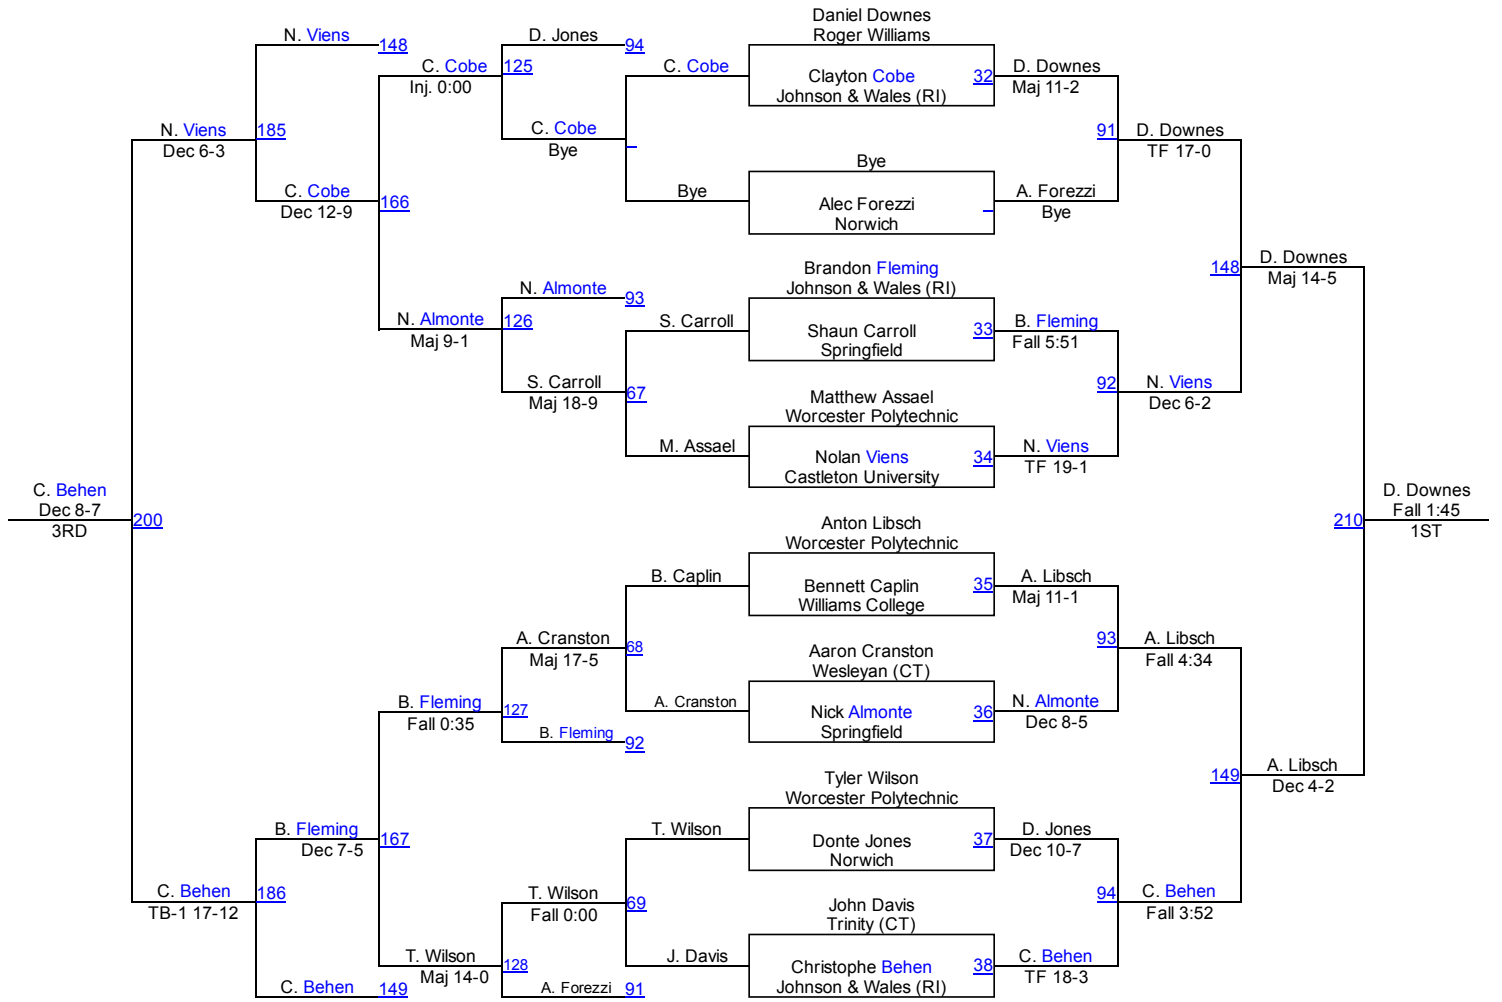 Daniel Downes
Roger Williams
N. Viens
148
D. Jones
94
C. Cobe
Inj. 0:00
125
C. Cobe
Clayton Cobe
32
Johnson & Wales (RI)
D. Downes
Maj 11-2
N. Viens
Dec 6-3
185
C. Cobe
Bye
91
D. Downes
TF 17-0
Bye
C. Cobe
Dec 12-9
166
Bye
Alec Forezzi
Norwich
A. Forezzi
Bye
Brandon Fleming
Johnson & Wales (RI)
148
D. Downes
Maj 14-5
N. Almonte
93
N. Almonte
Maj 9-1
126
S. Carroll
Shaun Carroll
33
Springfield
B. Fleming
Fall 5:51
S. Carroll
Maj 18-9
67
Matthew Assael
Worcester Polytechnic
92
N. Viens
Dec 6-2
M. Assael
Nolan Viens
34
Castleton University
N. Viens
TF 19-1
C. Behen
Dec 8-7
3RD
200
D. Downes
Fall 1:45
1ST
210
Anton Libsch
Worcester Polytechnic
B. Caplin
Bennett Caplin
35
Williams College
A. Libsch
Maj 11-1
A. Cranston
Maj 17-5
68
Aaron Cranston
Wesleyan (CT)
93
A. Libsch
Fall 4:34
B. Fleming
Fall 0:35
127
A. Cranston
Nick Almonte
36
Springfield
N. Almonte
Dec 8-5
B. Fleming
92
Tyler Wilson
Worcester Polytechnic
149
A. Libsch
Dec 4-2
B. Fleming
Dec 7-5
167
T. Wilson
Donte Jones
37
Norwich
D. Jones
Dec 10-7
C. Behen
TB-1 17-12
186
T. Wilson
Fall 0:00
69
John Davis
Trinity (CT)
94
C. Behen
Fall 3:52
T. Wilson
Maj 14-0
128
J. Davis
Christophe Behen
38
Johnson & Wales (RI)
C. Behen
TF 18-3
C. Behen
149
A. Forezzi
91